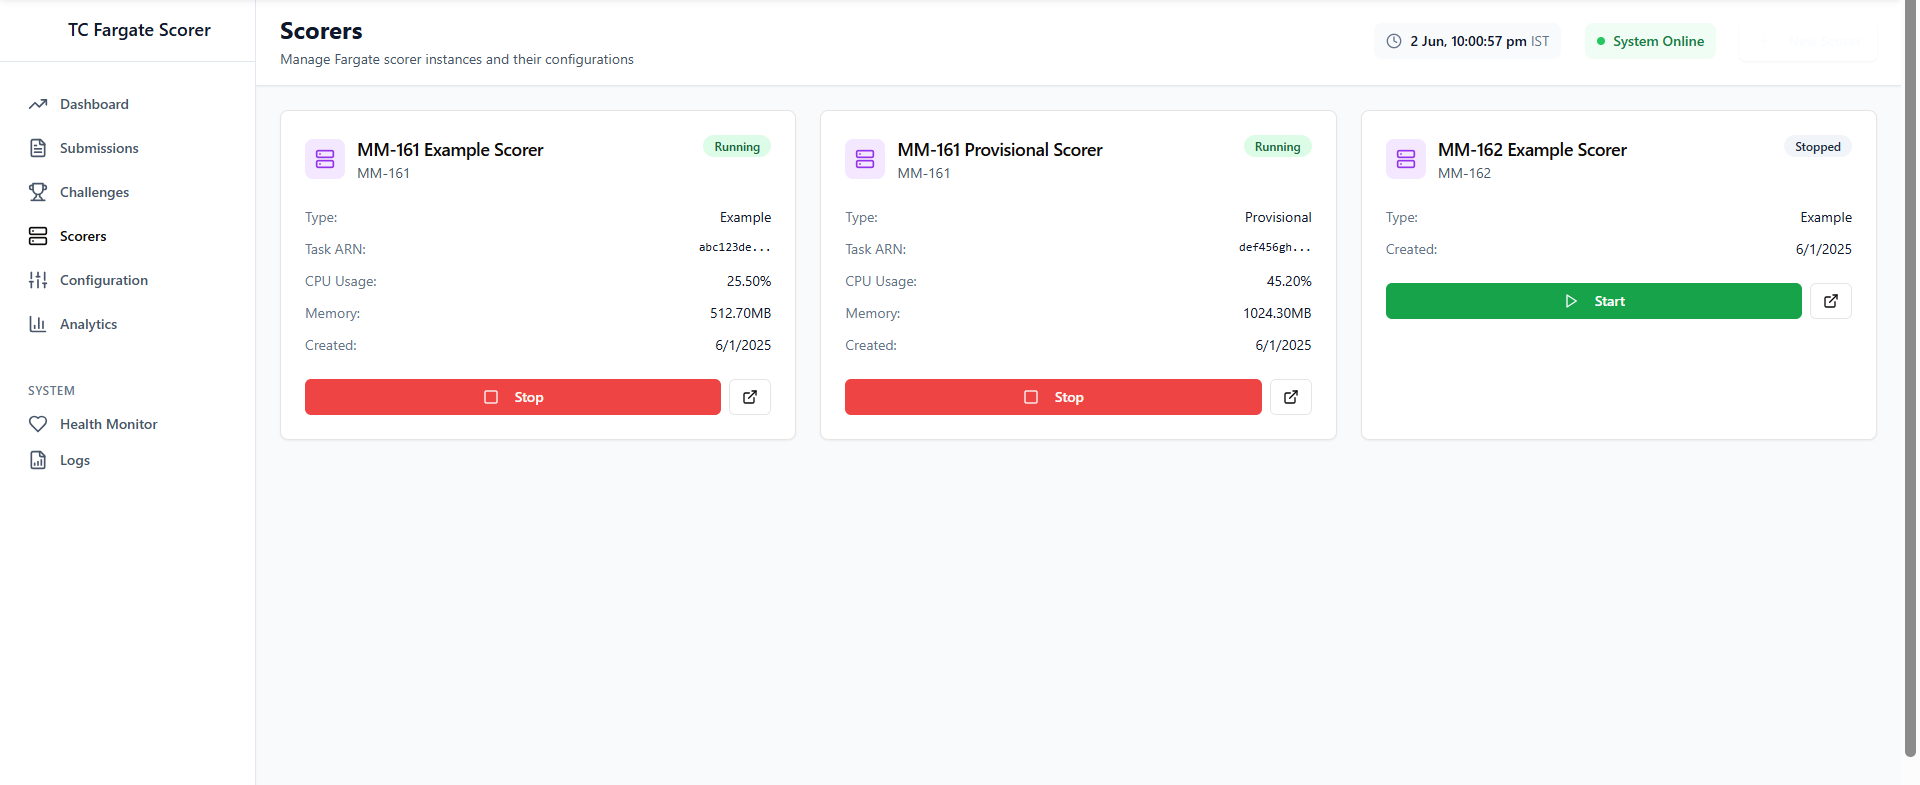 TC Fargate Scorer
Dashboard
Submissions
Challenges
Scorers
Configuration
Analytics
SYSTEM
Health Monitor
Logs
Scorers
Manage Fargate scorer instances and their configurations
2 Jun, 10:00:57 pm IST
System Online
MM-161 Example Scorer
Running
MM-161
Type: Example
Task ARN: abc123de...
CPU Usage: 25.50%
Memory: 512.70MB
Created: 6/1/2025
Stop
MM-161 Provisional Scorer
Running
MM-161
Type: Provisional
Task ARN: def456gh...
CPU Usage: 45.20%
Memory: 1024.30MB
Created: 6/1/2025
Stop
MM-162 Example Scorer
Stopped
MM-162
Type: Example
Created: 6/1/2025
Start